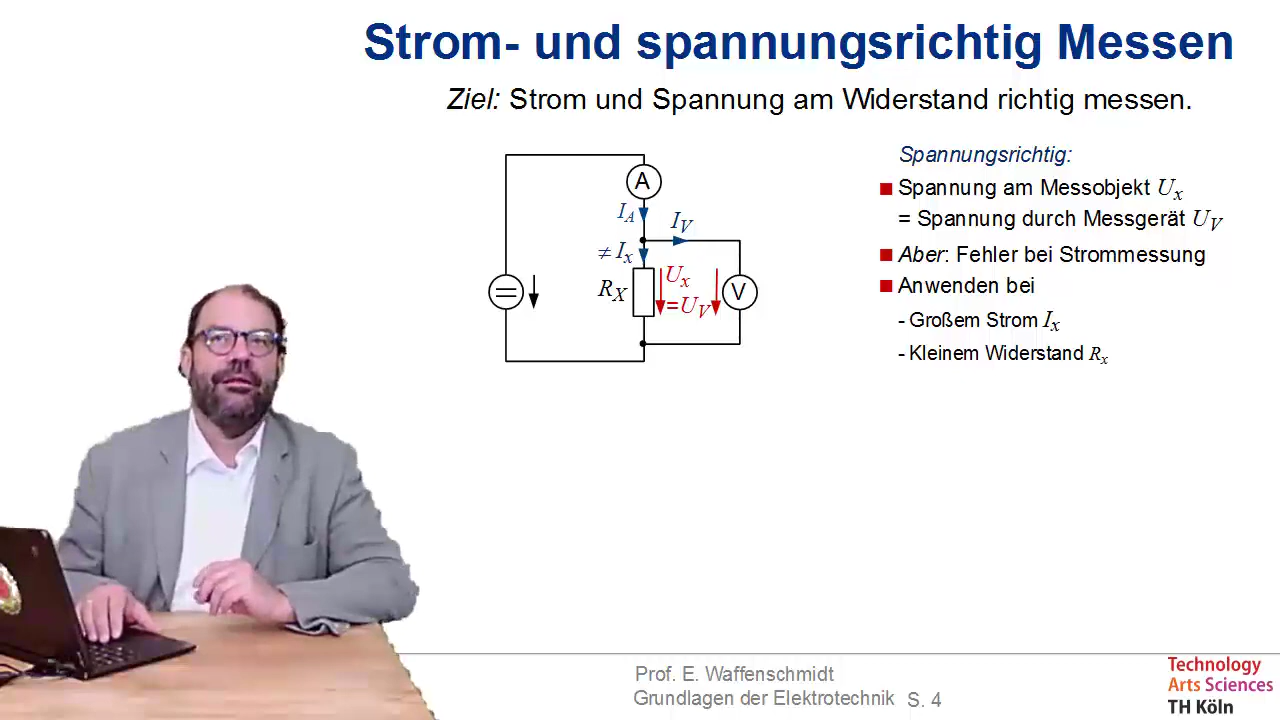 Strom- und spannungsrichtig Messen
Ziel: Strom und Spannung am Widerstand richtig messen.
A
I_A
I_V
≠ I_x
R_X
U_x
=U_V
V
Spannungsrichtig:
Spannung am Messobjekt U_x
= Spannung durch Messgerät U_V
Aber: Fehler bei Strommessung
Anwenden bei
- Großem Strom I_x
- Kleinem Widerstand R_x
Prof. E. Waffenschmidt
Grundlagen der Elektrotechnik S. 4
Technology
Arts Sciences
TH Köln